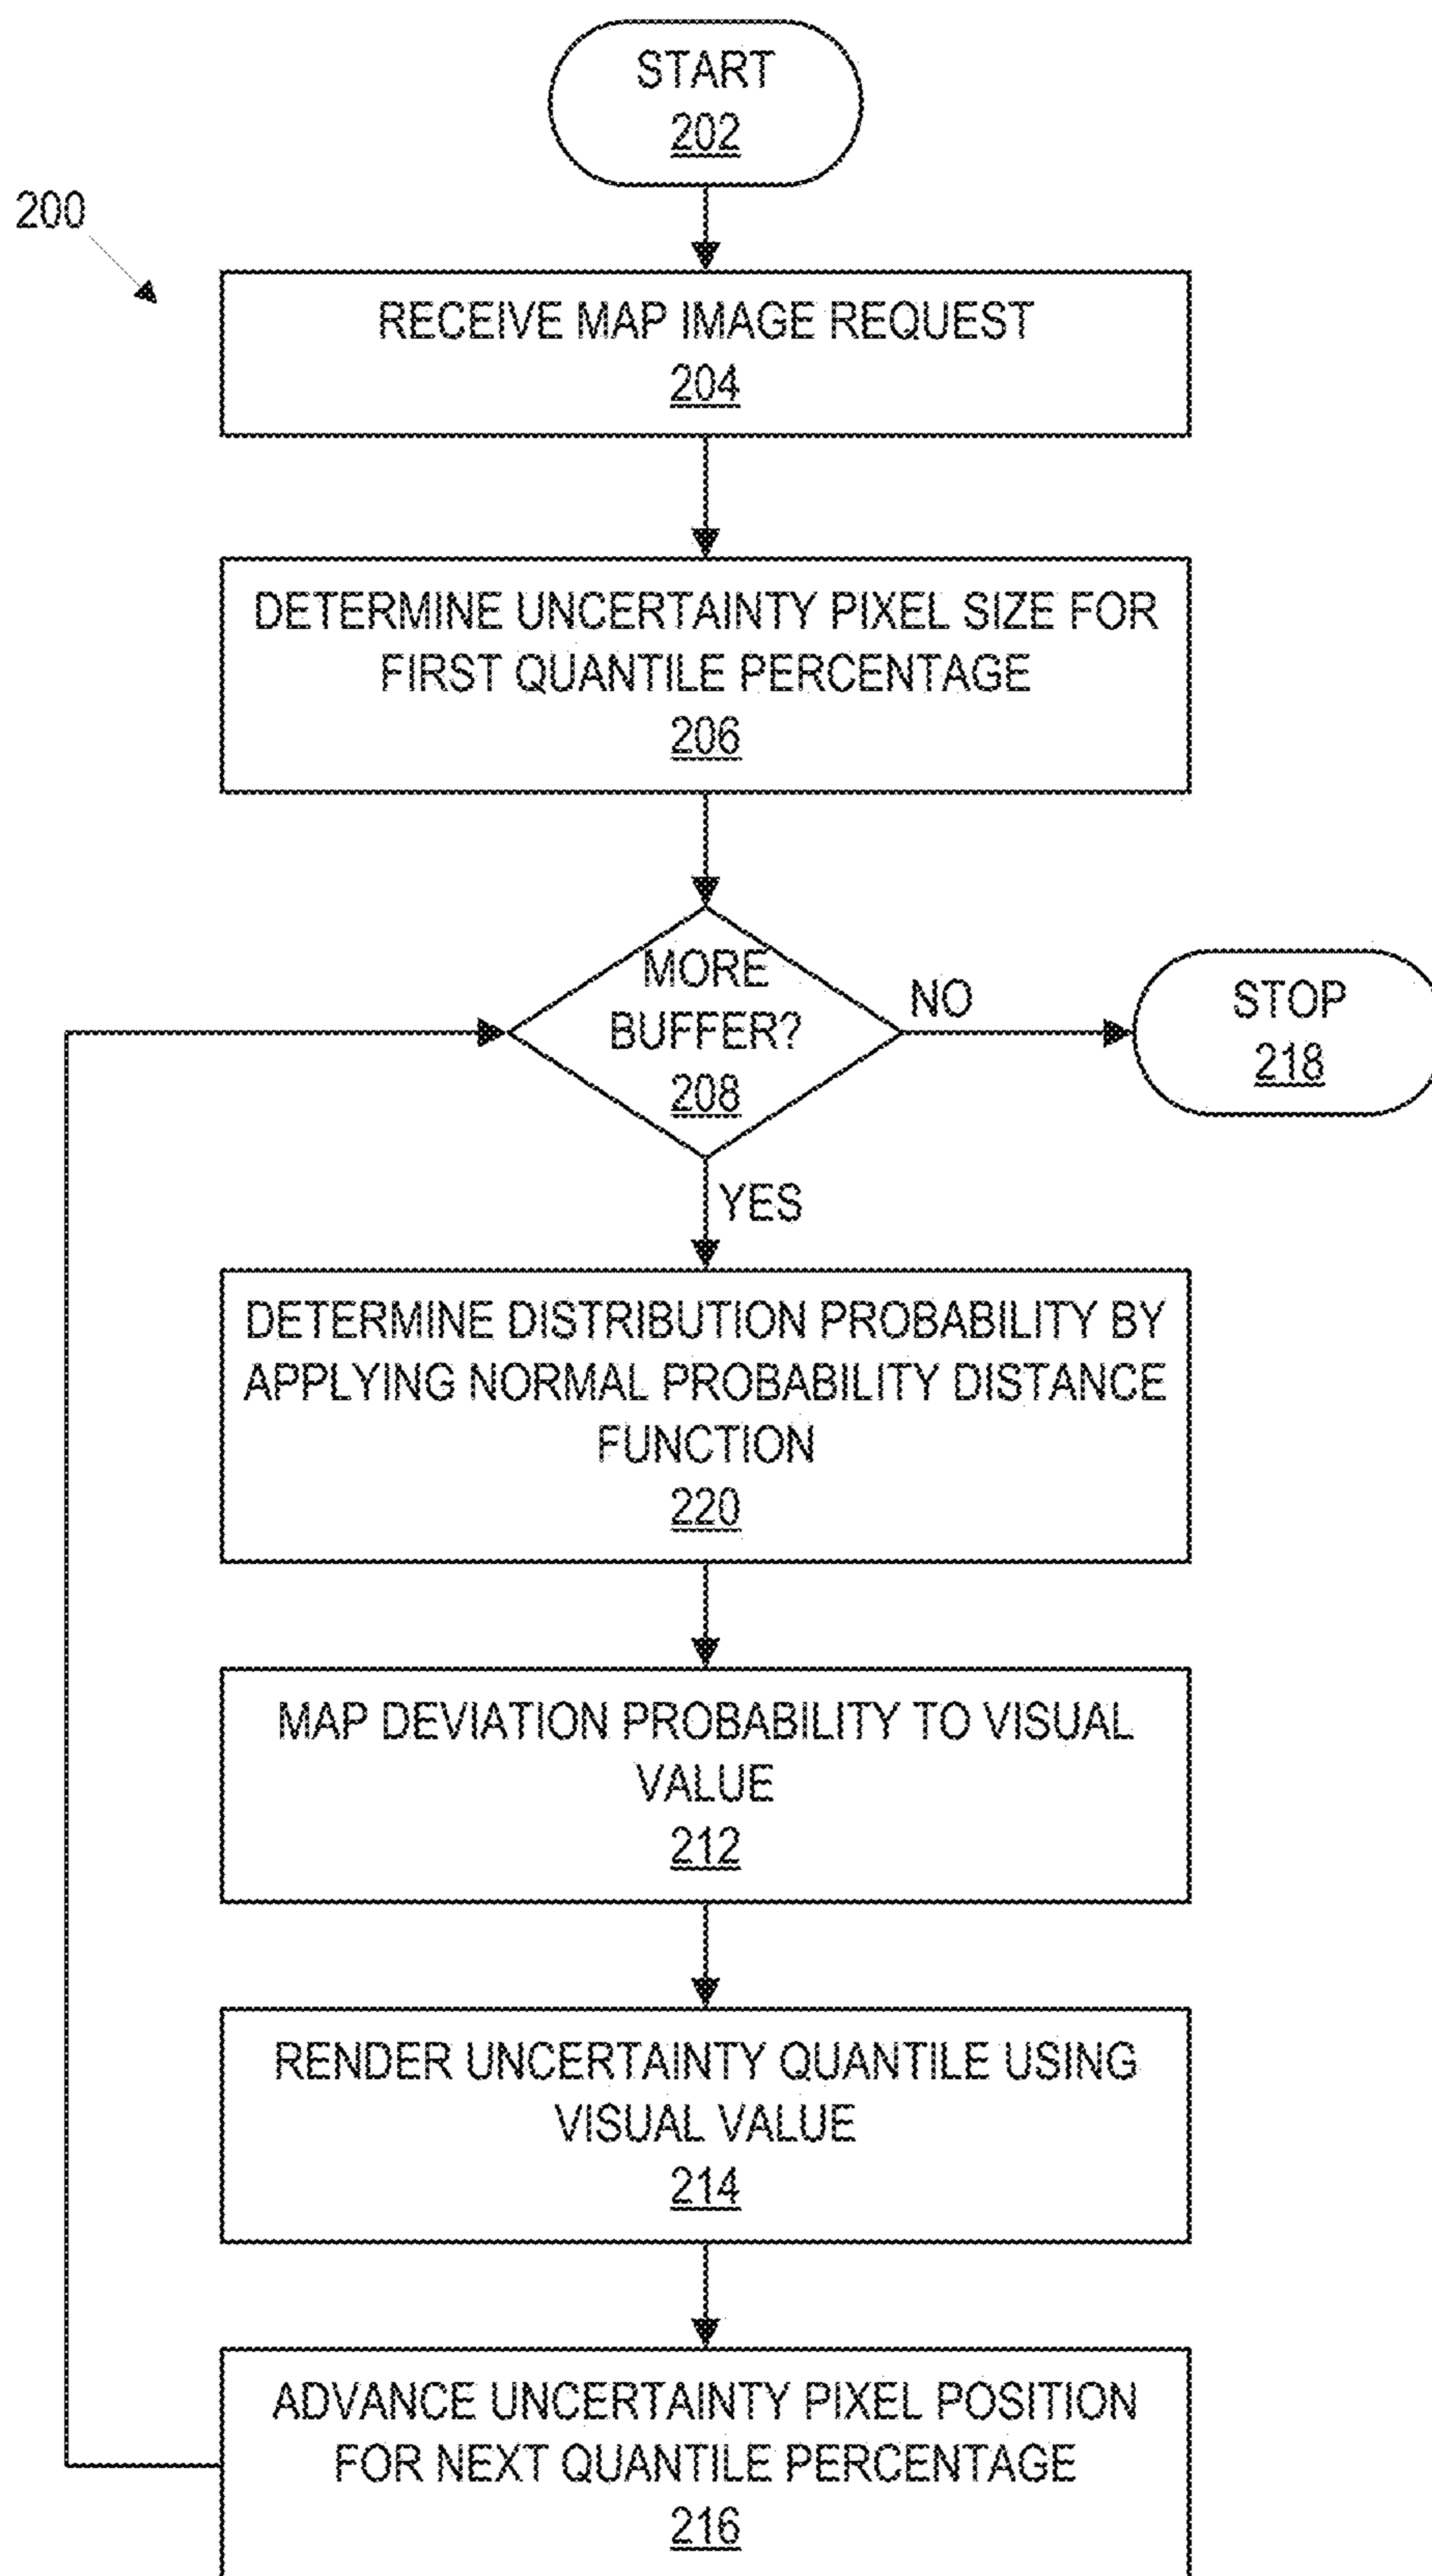 START
202
200
RECEIVE MAP IMAGE REQUEST
204
DETERMINE UNCERTAINTY PIXEL SIZE FOR
FIRST QUANTILE PERCENTAGE
206
MORE
BUFFER?
208
NO
STOP
218
YES
DETERMINE DISTRIBUTION PROBABILITY BY
APPLYING NORMAL PROBABILITY DISTANCE
FUNCTION
220
MAP DEVIATION PROBABILITY TO VISUAL
VALUE
212
RENDER UNCERTAINTY QUANTILE USING
VISUAL VALUE
214
ADVANCE UNCERTAINTY PIXEL POSITION
FOR NEXT QUANTILE PERCENTAGE
216